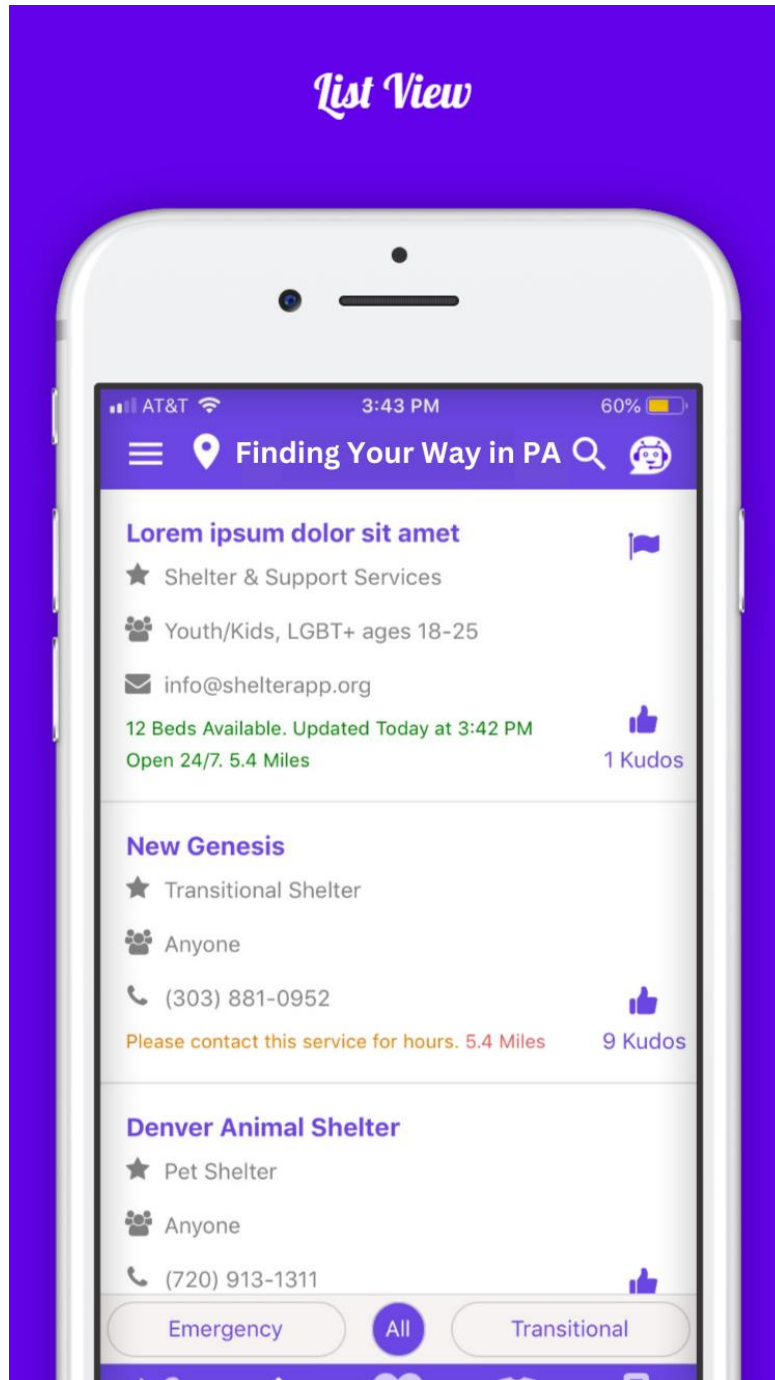 List View
AT&T 3:43 PM 60%
Finding Your Way in PA
Lorem ipsum dolor sit amet
Shelter & Support Services
Youth/Kids, LGBT+ ages 18-25
info@shelterapp.org
12 Beds Available. Updated Today at 3:42 PM
Open 24/7. 5.4 Miles
1 Kudos
New Genesis
Transitional Shelter
Anyone
(303) 881-0952
Please contact this service for hours. 5.4 Miles
9 Kudos
Denver Animal Shelter
Pet Shelter
Anyone
(720) 913-1311
Emergency All Transitional